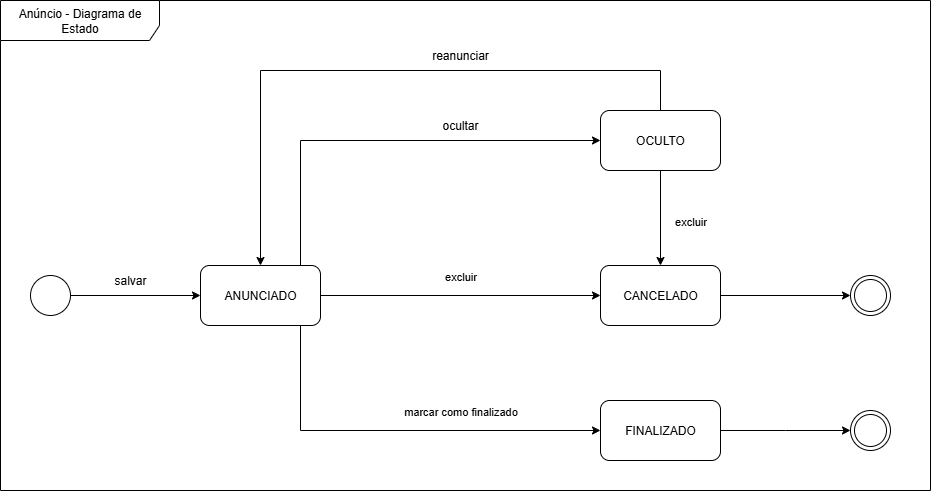 Anúncio - Diagrama de
Estado
reanunciar
ocultar
OCULTO
excluir
salvar
ANUNCIADO
excluir
CANCELADO
marcar como finalizado
FINALIZADO